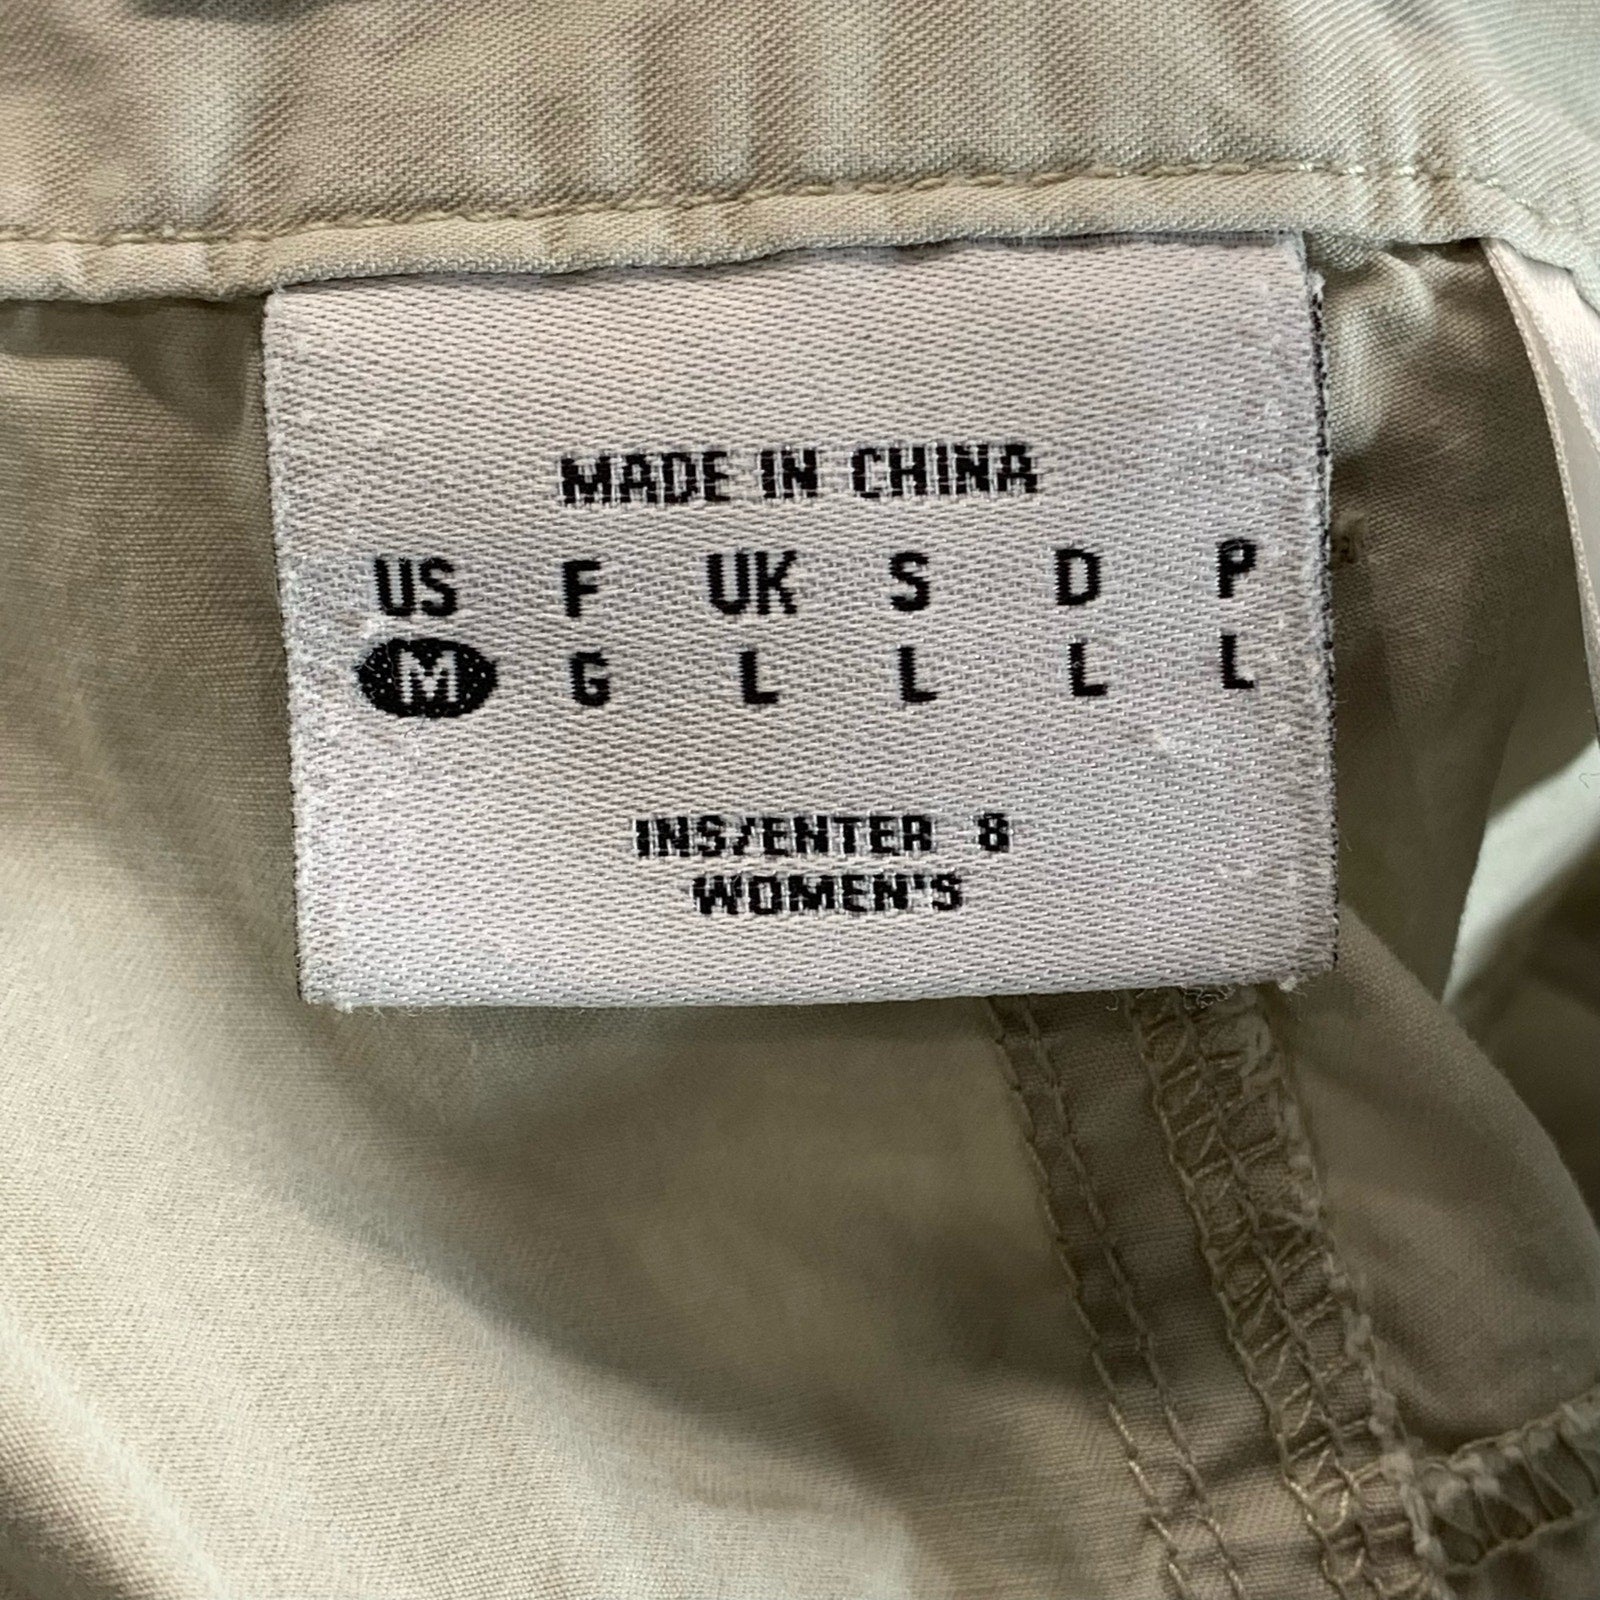 MADE IN CHINA
US F UK S D P
M G L L L L
INS/ENTER 8
WOMEN'S